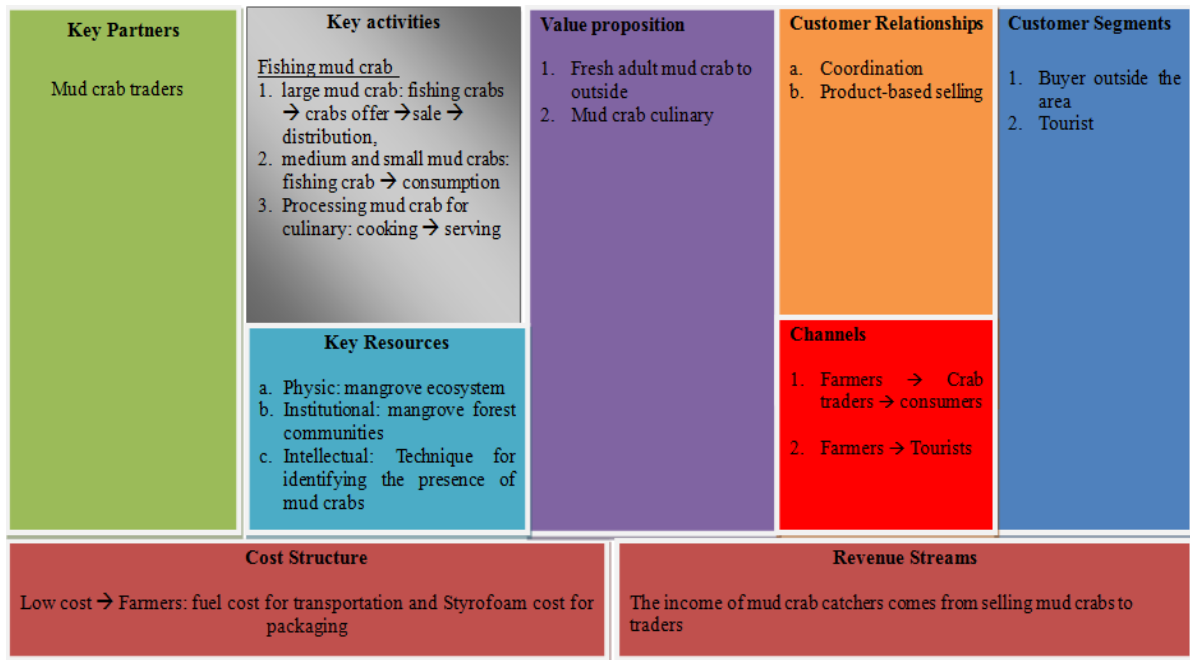 Key Partners
Mud crab traders
Key activities
Fishing mud crab
1. large mud crab: fishing crabs
→ crabs offer →sale →
distribution,
2. medium and small mud crabs:
fishing crab → consumption
3. Processing mud crab for
culinary: cooking → serving
Key Resources
a. Physic: mangrove ecosystem
b. Institutional: mangrove forest
communities
c. Intellectual: Technique for
identifying the presence of
mud crabs
Value proposition
1. Fresh adult mud crab to
outside
2. Mud crab culinary
Customer Relationships
a. Coordination
b. Product-based selling
Channels
1. Farmers → Crab
traders → consumers
2. Farmers → Tourists
Customer Segments
1. Buyer outside the
area
2. Tourist
Cost Structure
Low cost → Farmers: fuel cost for transportation and Styrofoam cost for
packaging
Revenue Streams
The income of mud crab catchers comes from selling mud crabs to
traders